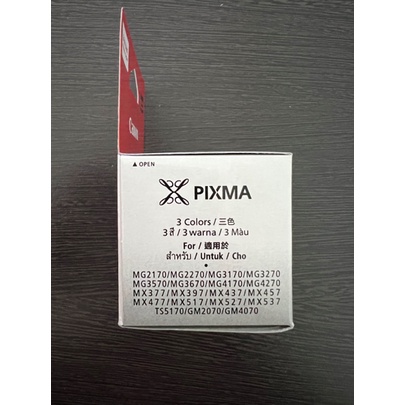 Canon
▲ OPEN
PIXMA
3 Colors / 三色
3 สี / 3 warna / 3 Màu
For / 適用於
สำหรับ / Untuk / Cho
MG2170/MG2270/MG3170/MG3270
MG3570/MG3670/MG4170/MG4270
MX377/MX397/MX437/MX457
MX477/MX517/MX527/MX537
TS5170/GM2070/GM4070